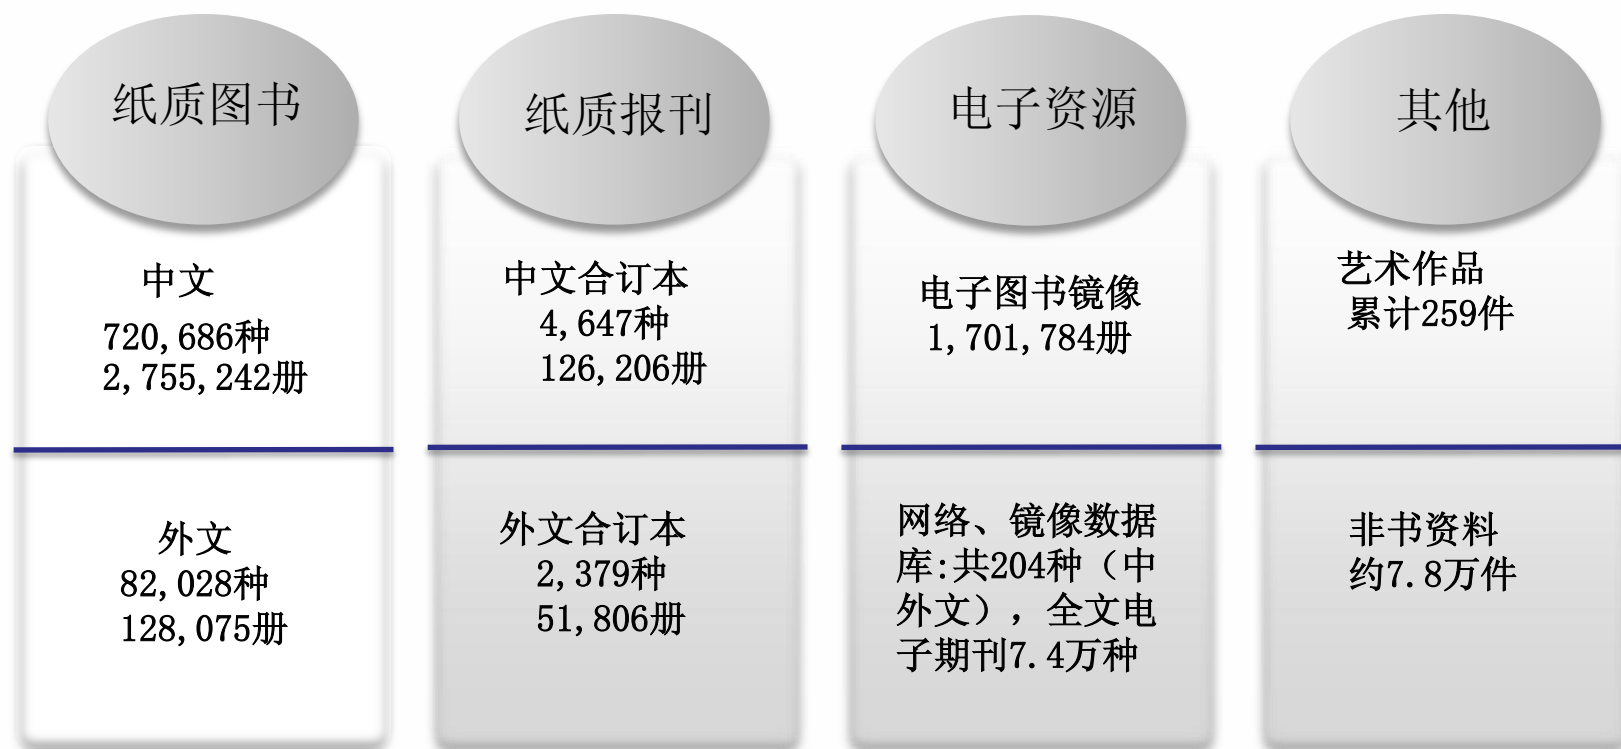 纸质图书
中文
720,686种
2,755,242册
外文
82,028种
128,075册
纸质报刊
中文合订本
4,647种
126,206册
外文合订本
2,379种
51,806册
电子资源
电子图书镜像
1,701,784册
网络、镜像数据
库:共204种（中
外文），全文电
子期刊7.4万种
其他
艺术作品
累计259件
非书资料
约7.8万件